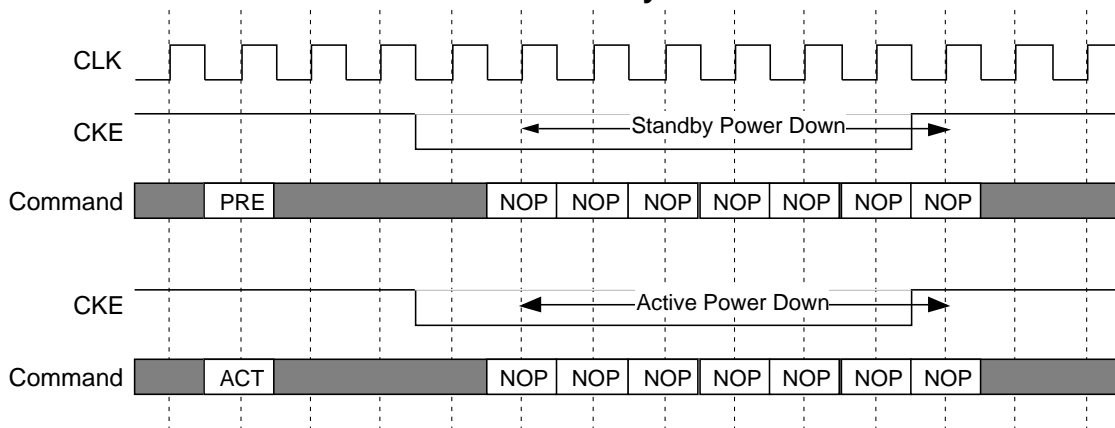 CLK
CKE
Standby Power Down
Command
PRE
NOP NOP NOP NOP NOP NOP NOP
CKE
Active Power Down
Command
ACT
NOP NOP NOP NOP NOP NOP NOP